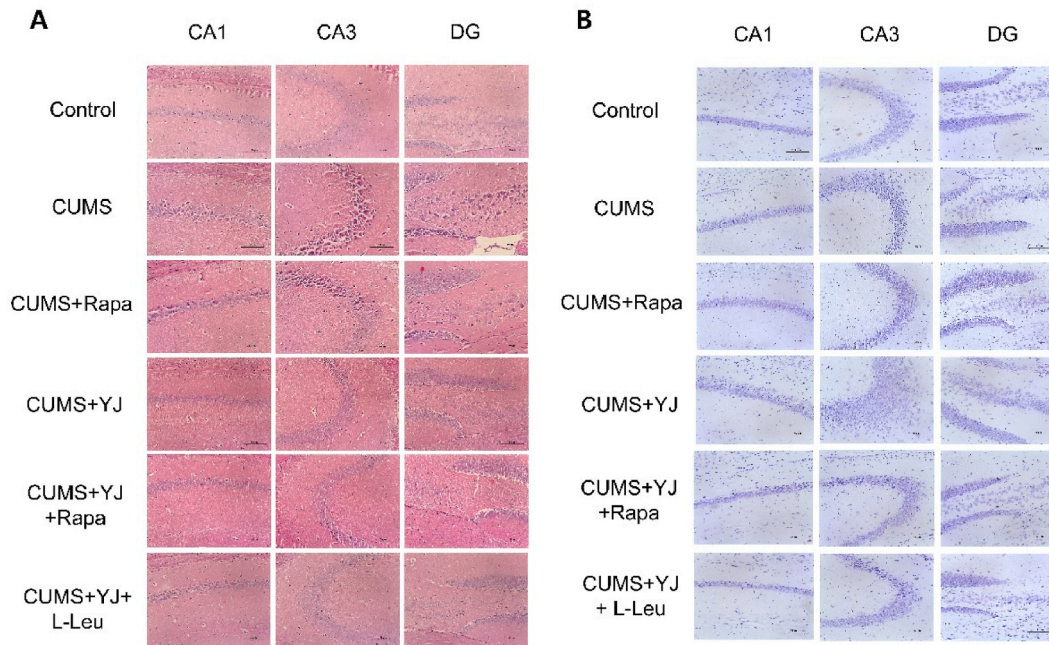 A
CA1 CA3 DG
Control
CUMS
CUMS+Rapa
CUMS+YJ
CUMS+YJ
+Rapa
CUMS+YJ+
L-Leu
B
CA1 CA3 DG
Control
CUMS
CUMS+Rapa
CUMS+YJ
CUMS+YJ
+Rapa
CUMS+YJ
+ L-Leu